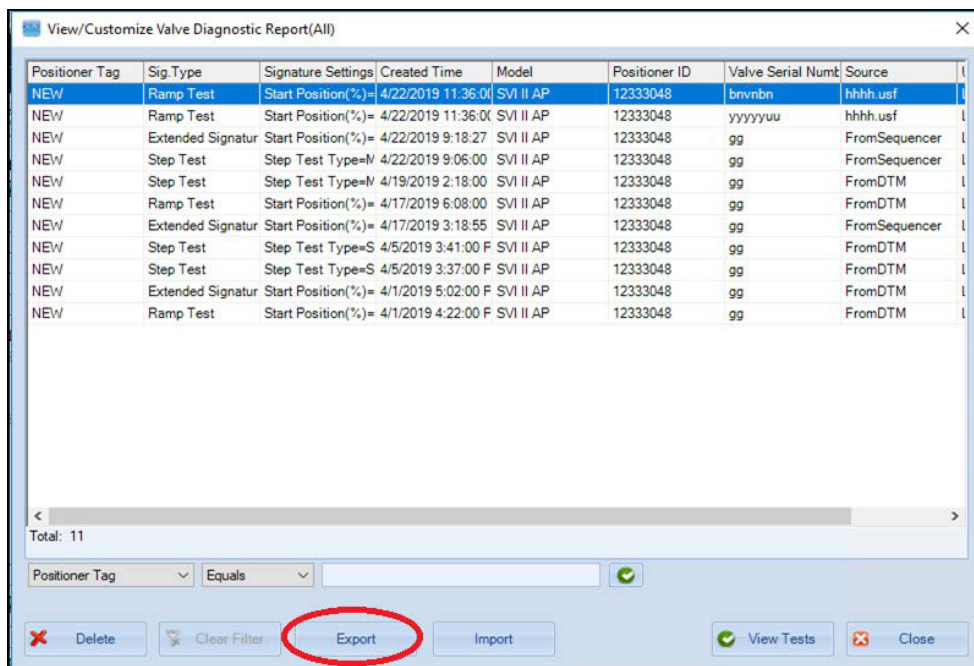 View/Customize Valve Diagnostic Report(All)
Positioner Tag Sig.Type Signature Settings Created Time Model Positioner ID Valve Serial Numb Source
NEW Ramp Test Start Position(%)= 4/22/2019 11:36:00 SVI II AP 12333048 bnvnbn hhhh.usf
NEW Ramp Test Start Position(%)= 4/22/2019 11:36:00 SVI II AP 12333048 yyyyyuu hhhh.usf
NEW Extended Signatur Start Position(%)= 4/22/2019 9:18:27 SVI II AP 12333048 gg FromSequencer
NEW Step Test Step Test Type=M 4/22/2019 9:06:00 SVI II AP 12333048 gg FromSequencer
NEW Step Test Step Test Type=M 4/19/2019 2:18:00 SVI II AP 12333048 gg FromDTM
NEW Ramp Test Start Position(%)= 4/17/2019 6:08:00 SVI II AP 12333048 gg FromDTM
NEW Extended Signatur Start Position(%)= 4/17/2019 3:18:55 SVI II AP 12333048 gg FromSequencer
NEW Step Test Step Test Type=S 4/5/2019 3:41:00 P SVI II AP 12333048 gg FromDTM
NEW Step Test Step Test Type=S 4/5/2019 3:37:00 P SVI II AP 12333048 gg FromDTM
NEW Extended Signatur Start Position(%)= 4/1/2019 5:02:00 P SVI II AP 12333048 gg FromDTM
NEW Ramp Test Start Position(%)= 4/1/2019 4:22:00 P SVI II AP 12333048 gg FromDTM
Total: 11
Positioner Tag Equals
Delete Clear Filter Export Import View Tests Close